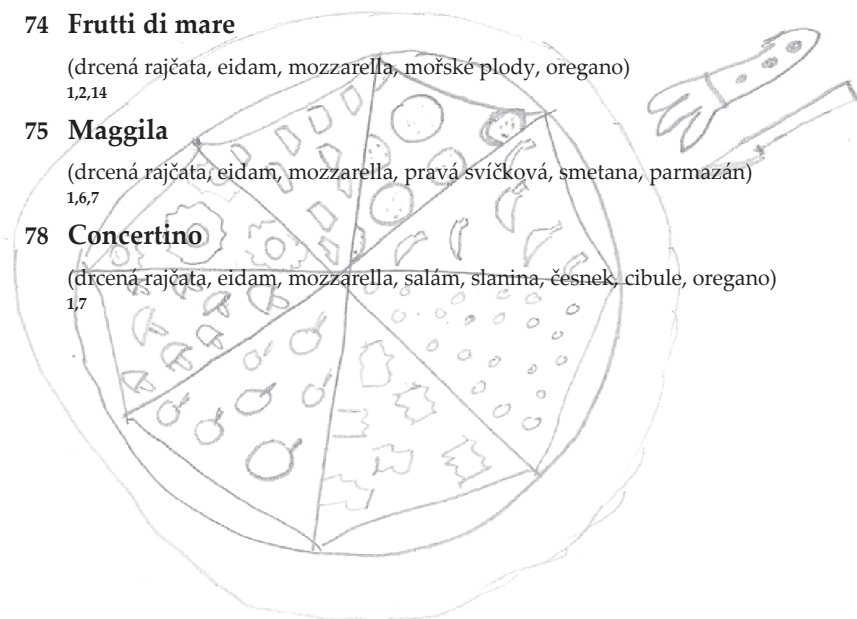 74 Frutti di mare
(drcená rajčata, eidam, mozzarella, mořské plody, oregano)
1,2,14
75 Maggila
(drcená rajčata, eidam, mozzarella, pravá svíčková, smetana, parmazán)
1,6,7
78 Concertino
(drcená rajčata, eidam, mozzarella, salám, slanina, česnek, cibule, oregano)
1,7